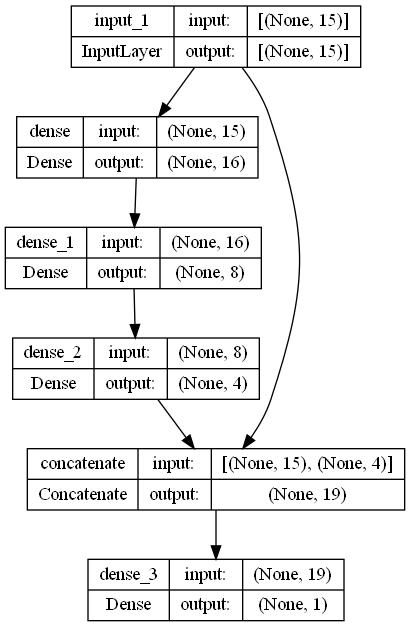 input_1 input: [(None, 15)]
InputLayer output: [(None, 15)]
dense input: (None, 15)
Dense output: (None, 16)
dense_1 input: (None, 16)
Dense output: (None, 8)
dense_2 input: (None, 8)
Dense output: (None, 4)
concatenate input: [(None, 15), (None, 4)]
Concatenate output: (None, 19)
dense_3 input: (None, 19)
Dense output: (None, 1)